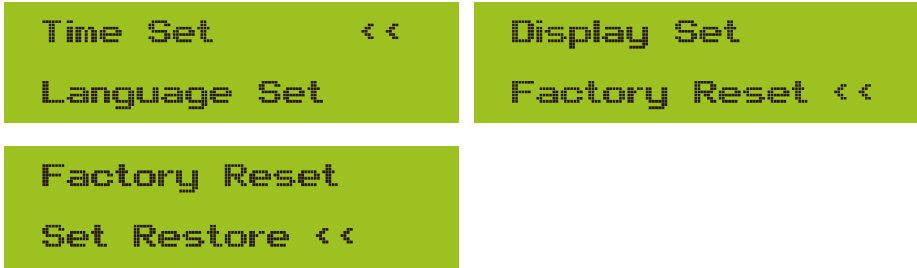 Time Set <<
Language Set
Display Set
Factory Reset <<
Factory Reset
Set Restore <<